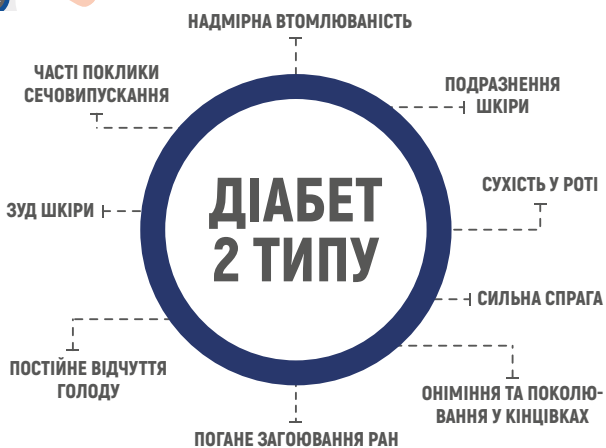 НАДМІРНА ВТОМЛЮВАНІСТЬ
ЧАСТІ ПОКЛИКИ
СЕЧОВИПУСКАННЯ
ПОДРАЗНЕННЯ
ШКІРИ
ЗУД ШКІРИ
СУХІСТЬ У РОТІ
ДІАБЕТ
2 ТИПУ
СИЛЬНА СПРАГА
ПОСТІЙНЕ ВІДЧУТТЯ
ГОЛОДУ
ОНІМІННЯ ТА ПОКОЛЮ-
ВАННЯ У КІНЦІВКАХ
ПОГАНЕ ЗАГОЮВАННЯ РАН